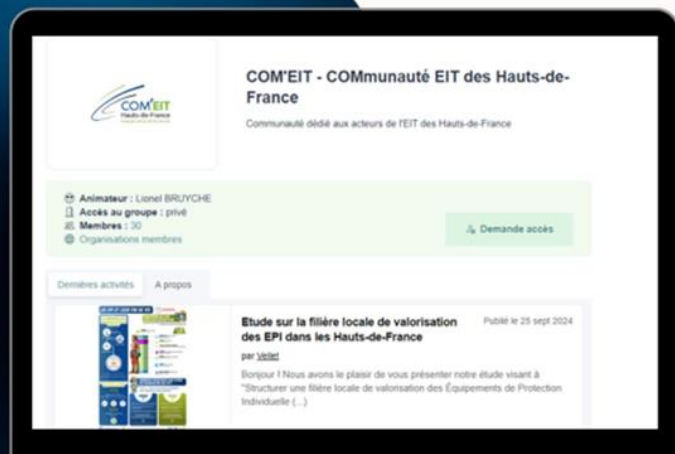 COM'EIT
Hauts-de-France
COM'EIT - COMmunauté EIT des Hauts-de-
France
Communauté dédié aux acteurs de l'EIT des Hauts-de-France
Animateur : Lionel BRUYCHE
Accès au groupe : privé
Membres : 30
Organisations membres
Demande accès
Dernières activités
A propos
Etude sur la filière locale de valorisation
des EPI dans les Hauts-de-France
Publié le 25 sept 2024
par Vellet
Bonjour ! Nous avons le plaisir de vous présenter notre étude visant à
"Structurer une filière locale de valorisation des Équipements de Protection
Individuelle (...)